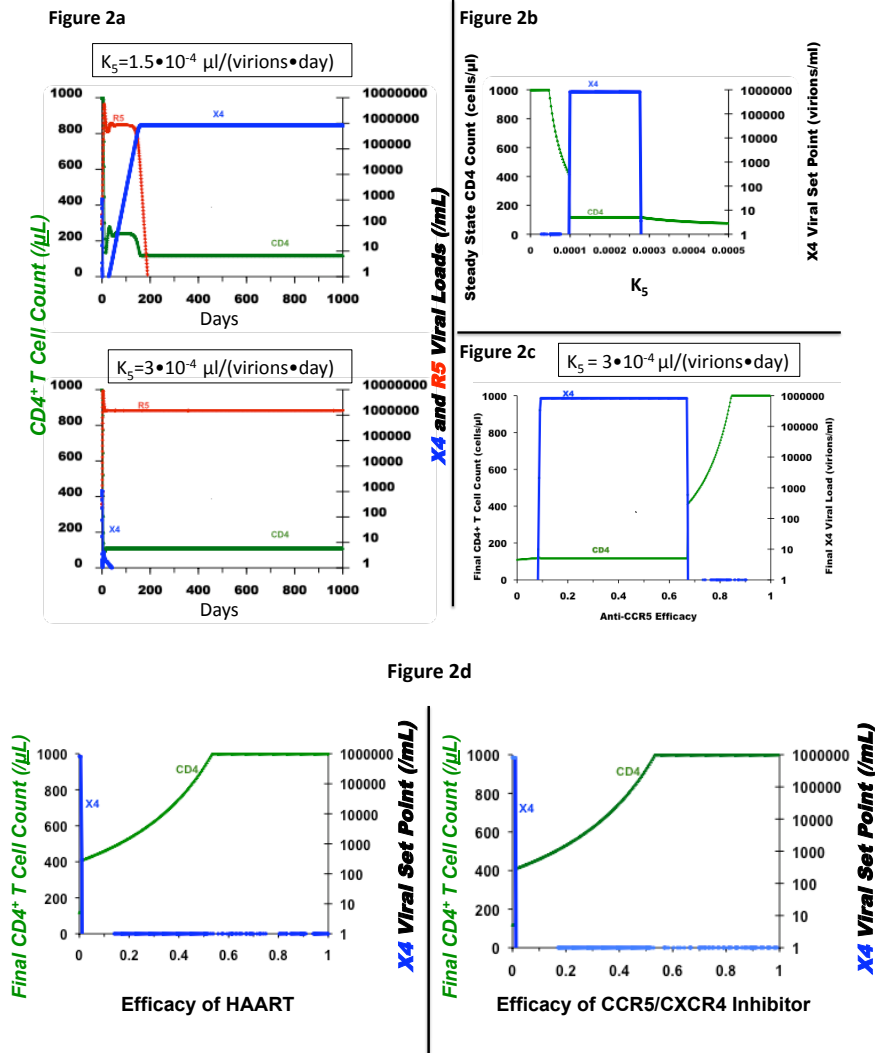 Figure 2a
K5=1.5•10-4 µl/(virions•day)
1000
800
600
400
200
0
10000000
1000000
100000
10000
1000
100
10
1
R5
X4
CD4
0 200 400 600 800 1000
Days
K5=3•10-4 µl/(virions•day)
1000
800
600
400
200
0
10000000
1000000
100000
10000
1000
100
10
1
R5
X4
CD4
0 200 400 600 800 1000
Days
CD4+ T Cell Count (/µL)
X4 and R5 Viral Loads (/mL)
Figure 2b
Steady State CD4 Count (cells/µl)
1000
800
600
400
200
0
X4
CD4
1000000
100000
10000
1000
100
10
1
X4 Viral Set Point (virions/ml)
0 0.0001 0.0002 0.0003 0.0004 0.0005
K5
Figure 2c
K5 = 3•10-4 µl/(virions•day)
Final CD4+ T Cell Count (cells/µl)
1000
800
600
400
200
0
X4
CD4
1000000
100000
10000
1000
100
10
1
Final X4 Viral Load (virions/ml)
0 0.2 0.4 0.6 0.8 1
Anti-CCR5 Efficacy
Figure 2d
Final CD4+ T Cell Count (/µL)
1000
800
600
400
200
0
X4
CD4
1000000
100000
10000
1000
100
10
1
X4 Viral Set Point (/mL)
0 0.2 0.4 0.6 0.8 1
Efficacy of HAART
Final CD4+ T Cell Count (/µL)
1000
800
600
400
200
0
X4
CD4
1000000
100000
10000
1000
100
10
1
X4 Viral Set Point (/mL)
0 0.2 0.4 0.6 0.8 1
Efficacy of CCR5/CXCR4 Inhibitor